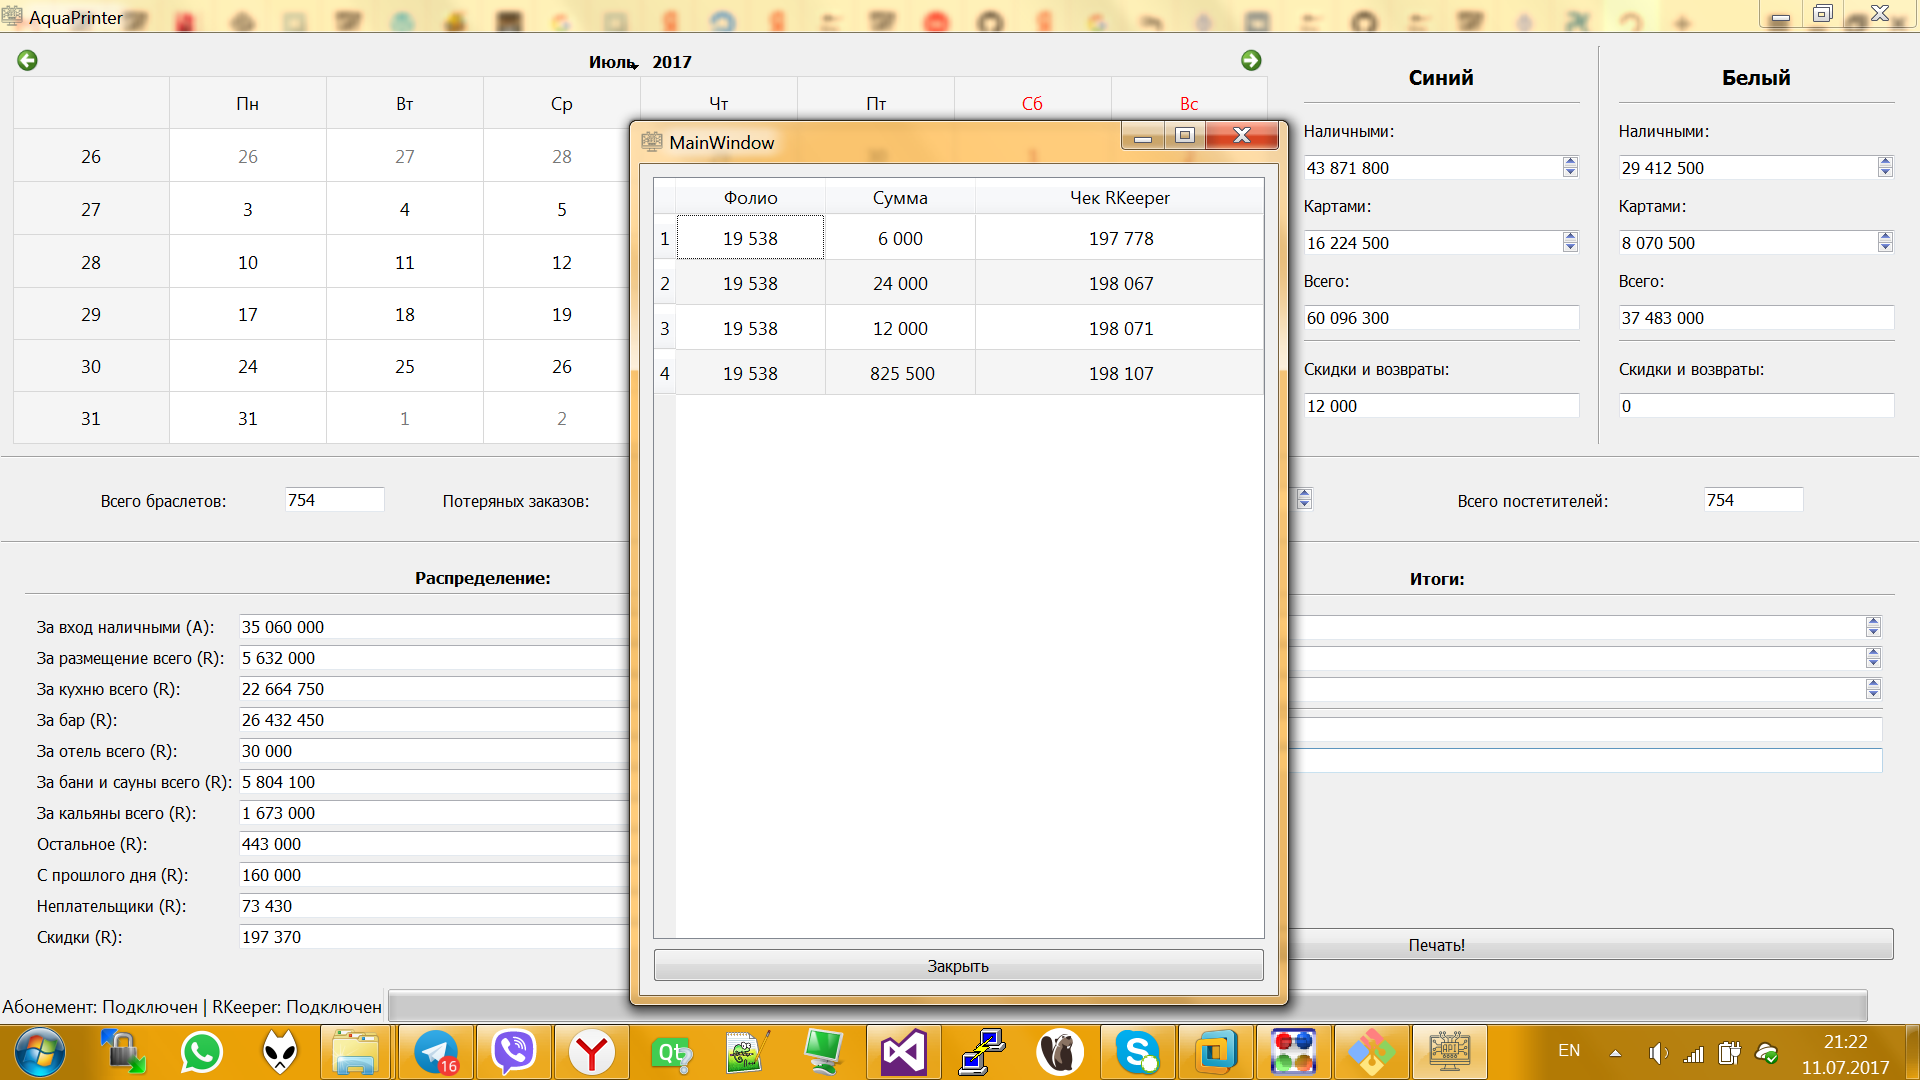 AquaPrinter
Июль 2017
Пн Вт Ср Чт Пт Сб Вс
26 26 27 28
27 3 4 5
28 10 11 12
29 17 18 19
30 24 25 26
31 31 1 2
Синий
Наличными:
43 871 800
Картами:
16 224 500
Всего:
60 096 300
Скидки и возвраты:
12 000
Белый
Наличными:
29 412 500
Картами:
8 070 500
Всего:
37 483 000
Скидки и возвраты:
0
MainWindow
Фолио Сумма Чек RKeeper
1 19 538 6 000 197 778
2 19 538 24 000 198 067
3 19 538 12 000 198 071
4 19 538 825 500 198 107
Закрыть
Всего браслетов: 754 Потеряных заказов: Всего постетителей: 754
Распределение:
За вход наличными (A): 35 060 000
За размещение всего (R): 5 632 000
За кухню всего (R): 22 664 750
За бар (R): 26 432 450
За отель всего (R): 30 000
За бани и сауны всего (R): 5 804 100
За кальяны всего (R): 1 673 000
Остальное (R): 443 000
С прошлого дня (R): 160 000
Неплательщики (R): 73 430
Скидки (R): 197 370
Итоги:
Печать!
Абонемент: Подключен | RKeeper: Подключен
16
Qt
EN
21:22
11.07.2017